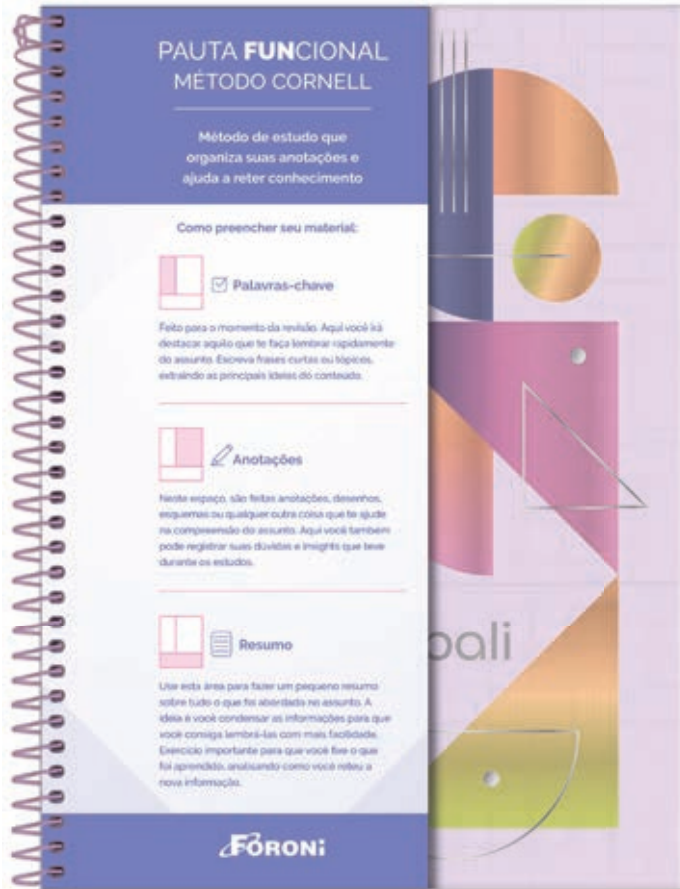 PAUTA FUNCIONAL
MÉTODO CORNELL
Método de estudo que
organiza suas anotações e
ajuda a reter conhecimento
Como preencher seu material:
Palavras-chave
Feito para o momento da revisão. Aqui você irá
destacar aquilo que te faça lembrar rapidamente
do assunto. Escreva frases curtas ou tópicos,
extraindo as principais ideias do conteúdo.
Anotações
Neste espaço, são feitas anotações, desenhos,
esquemas ou qualquer outra coisa que te ajude
na compreensão do assunto. Aqui você também
pode registrar suas dúvidas e insights que teve
durante os estudos.
Resumo
Use esta área para fazer um pequeno resumo
sobre tudo o que foi abordado no assunto. A
ideia é você condensar as informações para que
você consiga lembrá-las com mais facilidade.
Exercício importante para que você fixe o que
foi aprendido, analisando como você reteu a
nova informação.
bali
FORONI